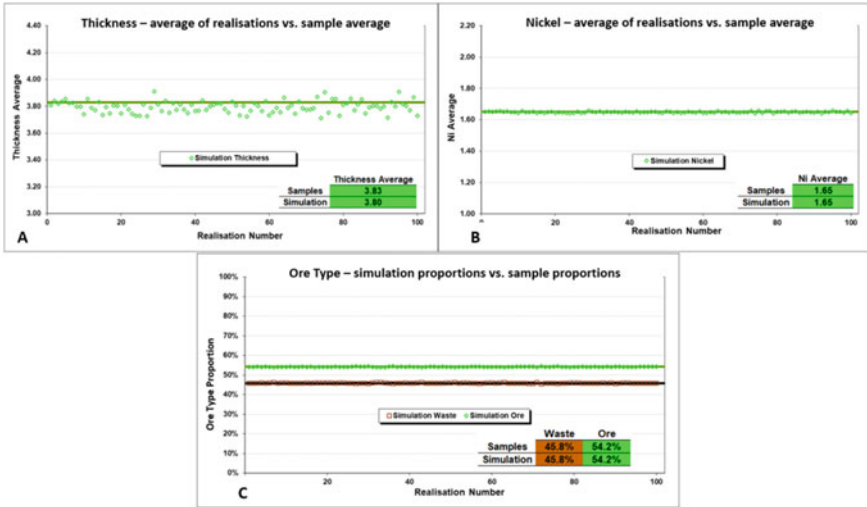 Thickness – average of realisations vs. sample average
4.40
4.20
4.00
3.80
3.60
3.40
3.20
3.00
Thickness Average
Simulation Thickness
Thickness Average
Samples 3.83
Simulation 3.80
0 20 40 60 80 100
Realisation Number
A
Nickel – average of realisations vs. sample average
2.20
2.00
1.80
1.60
1.40
1.20
1.00
Ni Average
Simulation Nickel
Ni Average
Samples 1.65
Simulation 1.65
0 20 40 60 80 100
Realisation Number
B
Ore Type – simulation proportions vs. sample proportions
100%
90%
80%
70%
60%
50%
40%
30%
20%
10%
0%
Ore Type Proportion
Simulation Waste Simulation Ore
Waste Ore
Samples 45.8% 54.2%
Simulation 45.8% 54.2%
0 20 40 60 80 100
Realisation Number
C